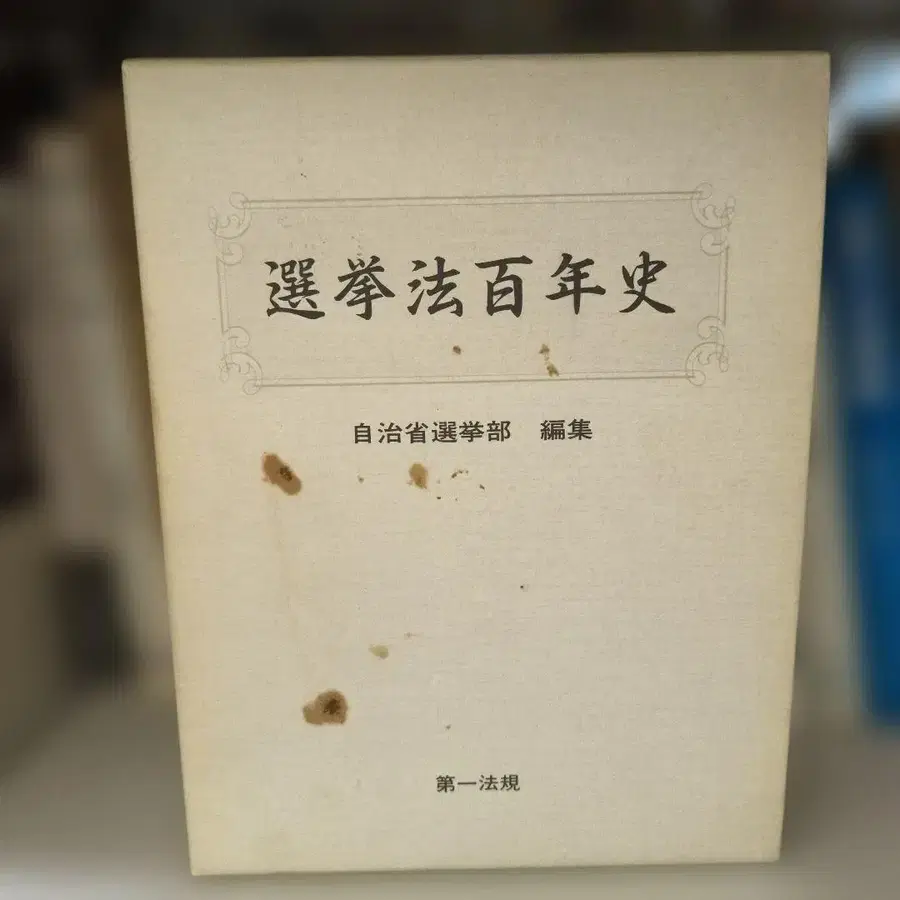 選挙法百年史
自治省選挙部　編集
第一法規